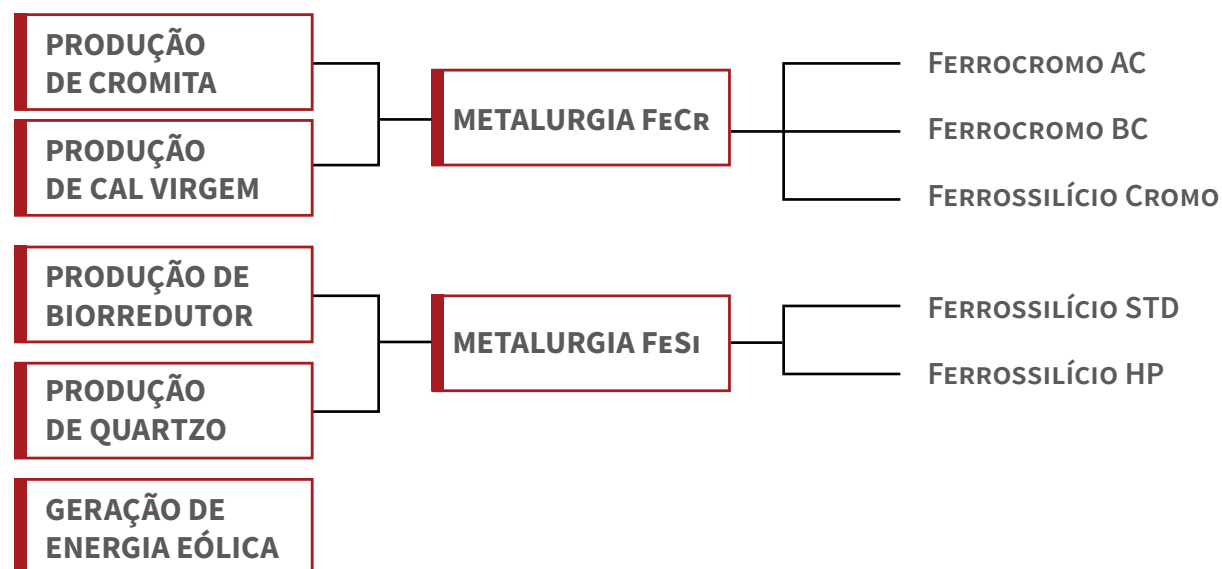 PRODUÇÃO
DE CROMITA
PRODUÇÃO
DE CAL VIRGEM
METALURGIA FeCr
Ferrocromo AC
Ferrocromo BC
Ferrossilício Cromo
PRODUÇÃO DE
BIORREDUTOR
PRODUÇÃO
DE QUARTZO
METALURGIA FeSi
Ferrossilício STD
Ferrossilício HP
GERAÇÃO DE
ENERGIA EÓLICA